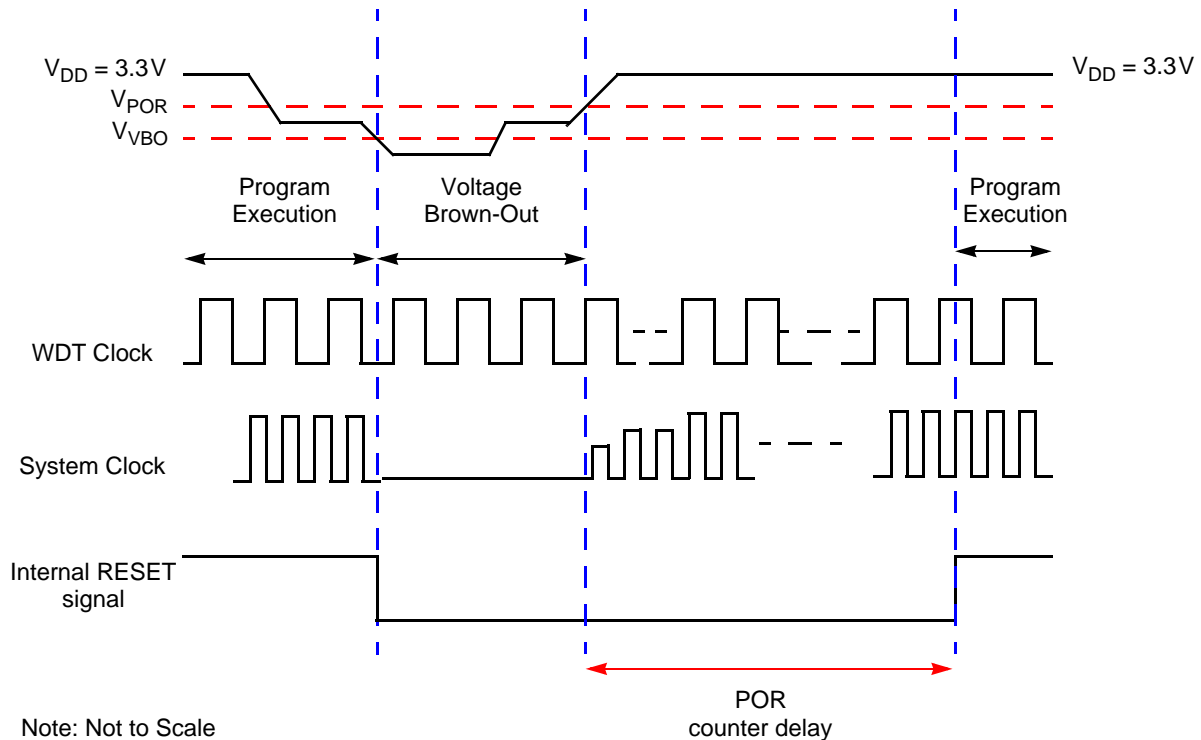 VDD = 3.3V
VDD = 3.3V
VPOR
VVBO
Program
Execution
Voltage
Brown-Out
Program
Execution
WDT Clock
System Clock
Internal RESET
signal
POR
counter delay
Note: Not to Scale